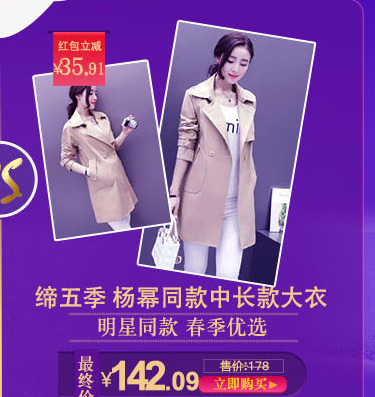 红包立减
¥35.91
mi
缔五季 杨幂同款中长款大衣
明星同款 春季优选
最终价
¥142.09
售价:178
立即购买